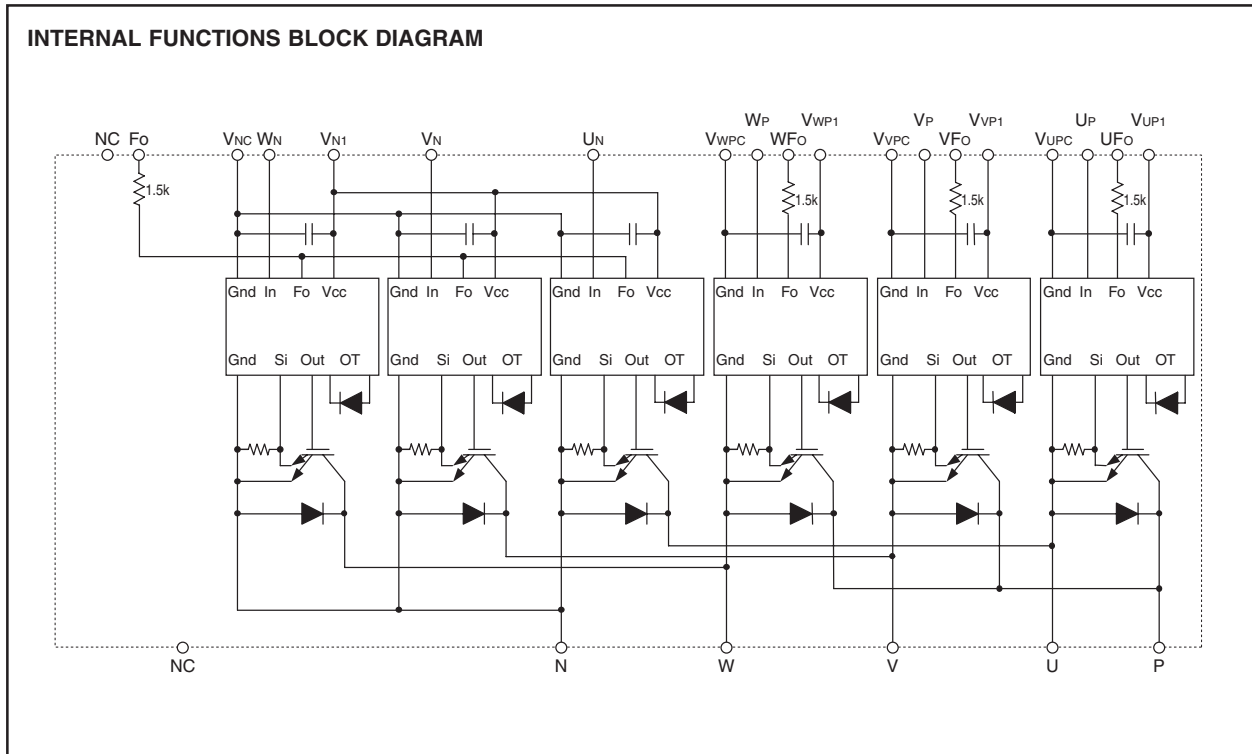 INTERNAL FUNCTIONS BLOCK DIAGRAM
WP VWP1 VP VVP1 UP VUP1
NC FO VNC WN VN1 VN UN VWPC WFO VVPC VFO VUPC UFO
1.5k 1.5k 1.5k 1.5k
Gnd In Fo Vcc Gnd In Fo Vcc Gnd In Fo Vcc Gnd In Fo Vcc Gnd In Fo Vcc Gnd In Fo Vcc
Gnd Si Out OT Gnd Si Out OT Gnd Si Out OT Gnd Si Out OT Gnd Si Out OT Gnd Si Out OT
NC N W V U P